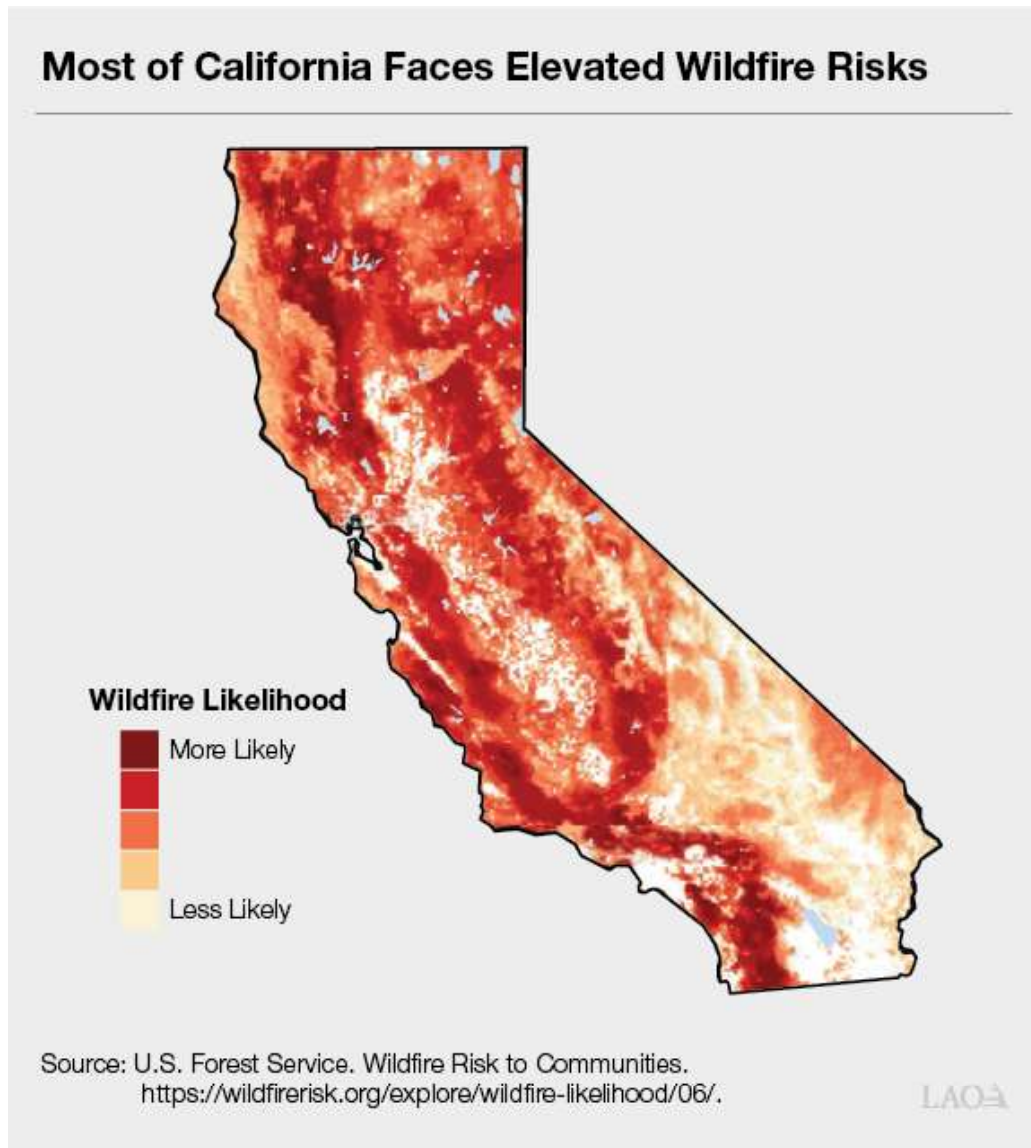 Most of California Faces Elevated Wildfire Risks
Wildfire Likelihood
More Likely
Less Likely
Source: U.S. Forest Service. Wildfire Risk to Communities.
https://wildfirerisk.org/explore/wildfire-likelihood/06/.
LAO